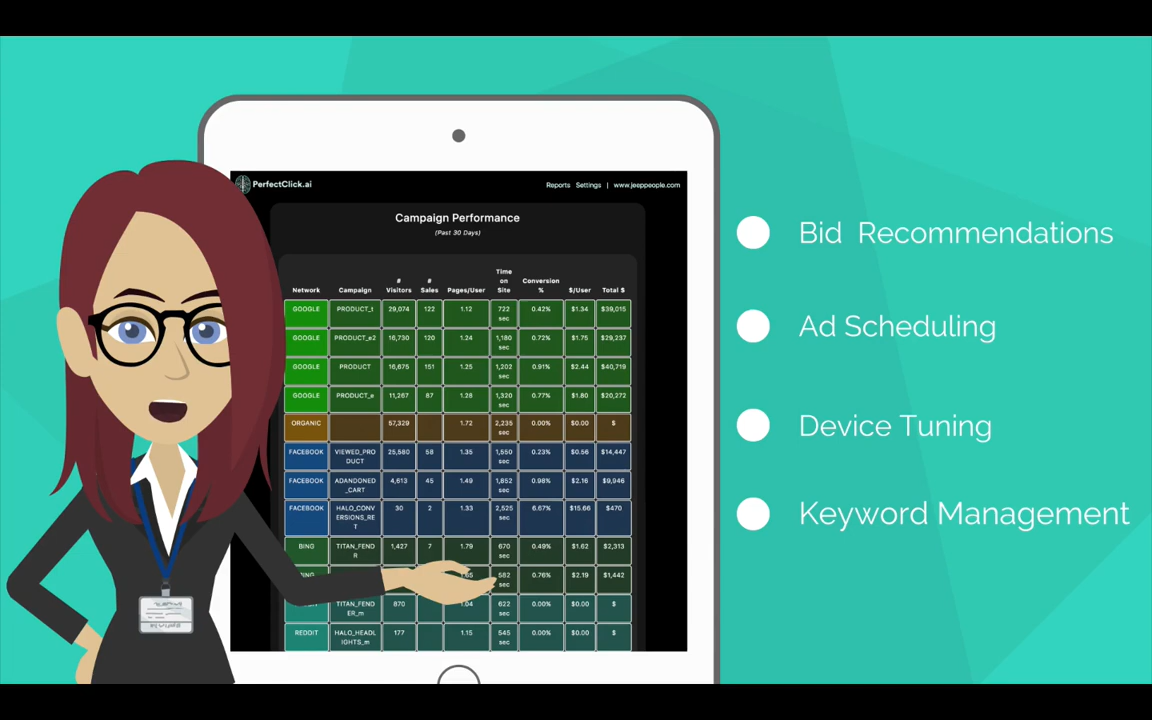 PerfectClick.ai
Reports Settings | www.jeeppeople.com
Campaign Performance
(Past 30 Days)
Network Campaign # Visitors # Sales Pages/User Time on Site Conversion % $/User Total $
GOOGLE PRODUCT_t 29,074 122 1.12 722 sec 0.42% $1.34 $39,015
GOOGLE PRODUCT_e2 16,730 120 1.24 1,180 sec 0.72% $1.75 $29,237
GOOGLE PRODUCT 16,675 151 1.25 1,202 sec 0.91% $2.44 $40,719
GOOGLE PRODUCT_e 11,267 87 1.28 1,320 sec 0.77% $1.80 $20,272
ORGANIC 57,329 1.72 2,235 sec 0.00% $0.00 $
FACEBOOK VIEWED_PRODUCT 25,580 58 1.35 1,550 sec 0.23% $0.56 $14,447
FACEBOOK ADANDONED_CART 4,613 45 1.49 1,852 sec 0.98% $2.16 $9,946
FACEBOOK HALO_CONVERSIONS_RET 30 2 1.33 2,525 sec 6.67% $15.66 $470
BING TITAN_FENDR 1,427 7 1.79 670 sec 0.49% $1.62 $2,313
582 sec 0.76% $2.19 $1,442
TITAN_FENDER_m 870 1.04 622 sec 0.00% $0.00 $
REDDIT HALO_HEADLIGHTS_m 177 1.15 545 sec 0.00% $0.00 $
Bid Recommendations
Ad Scheduling
Device Tuning
Keyword Management